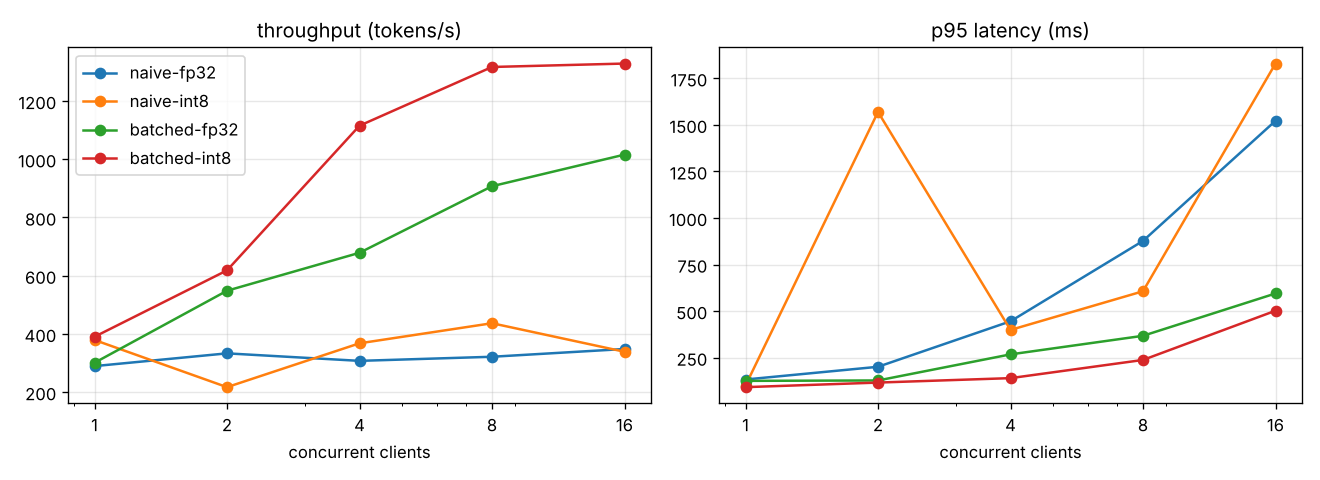 throughput (tokens/s)
naive-fp32
naive-int8
batched-fp32
batched-int8
1200
1000
800
600
400
200
1 2 4 8 16
concurrent clients
p95 latency (ms)
1750
1500
1250
1000
750
500
250
1 2 4 8 16
concurrent clients